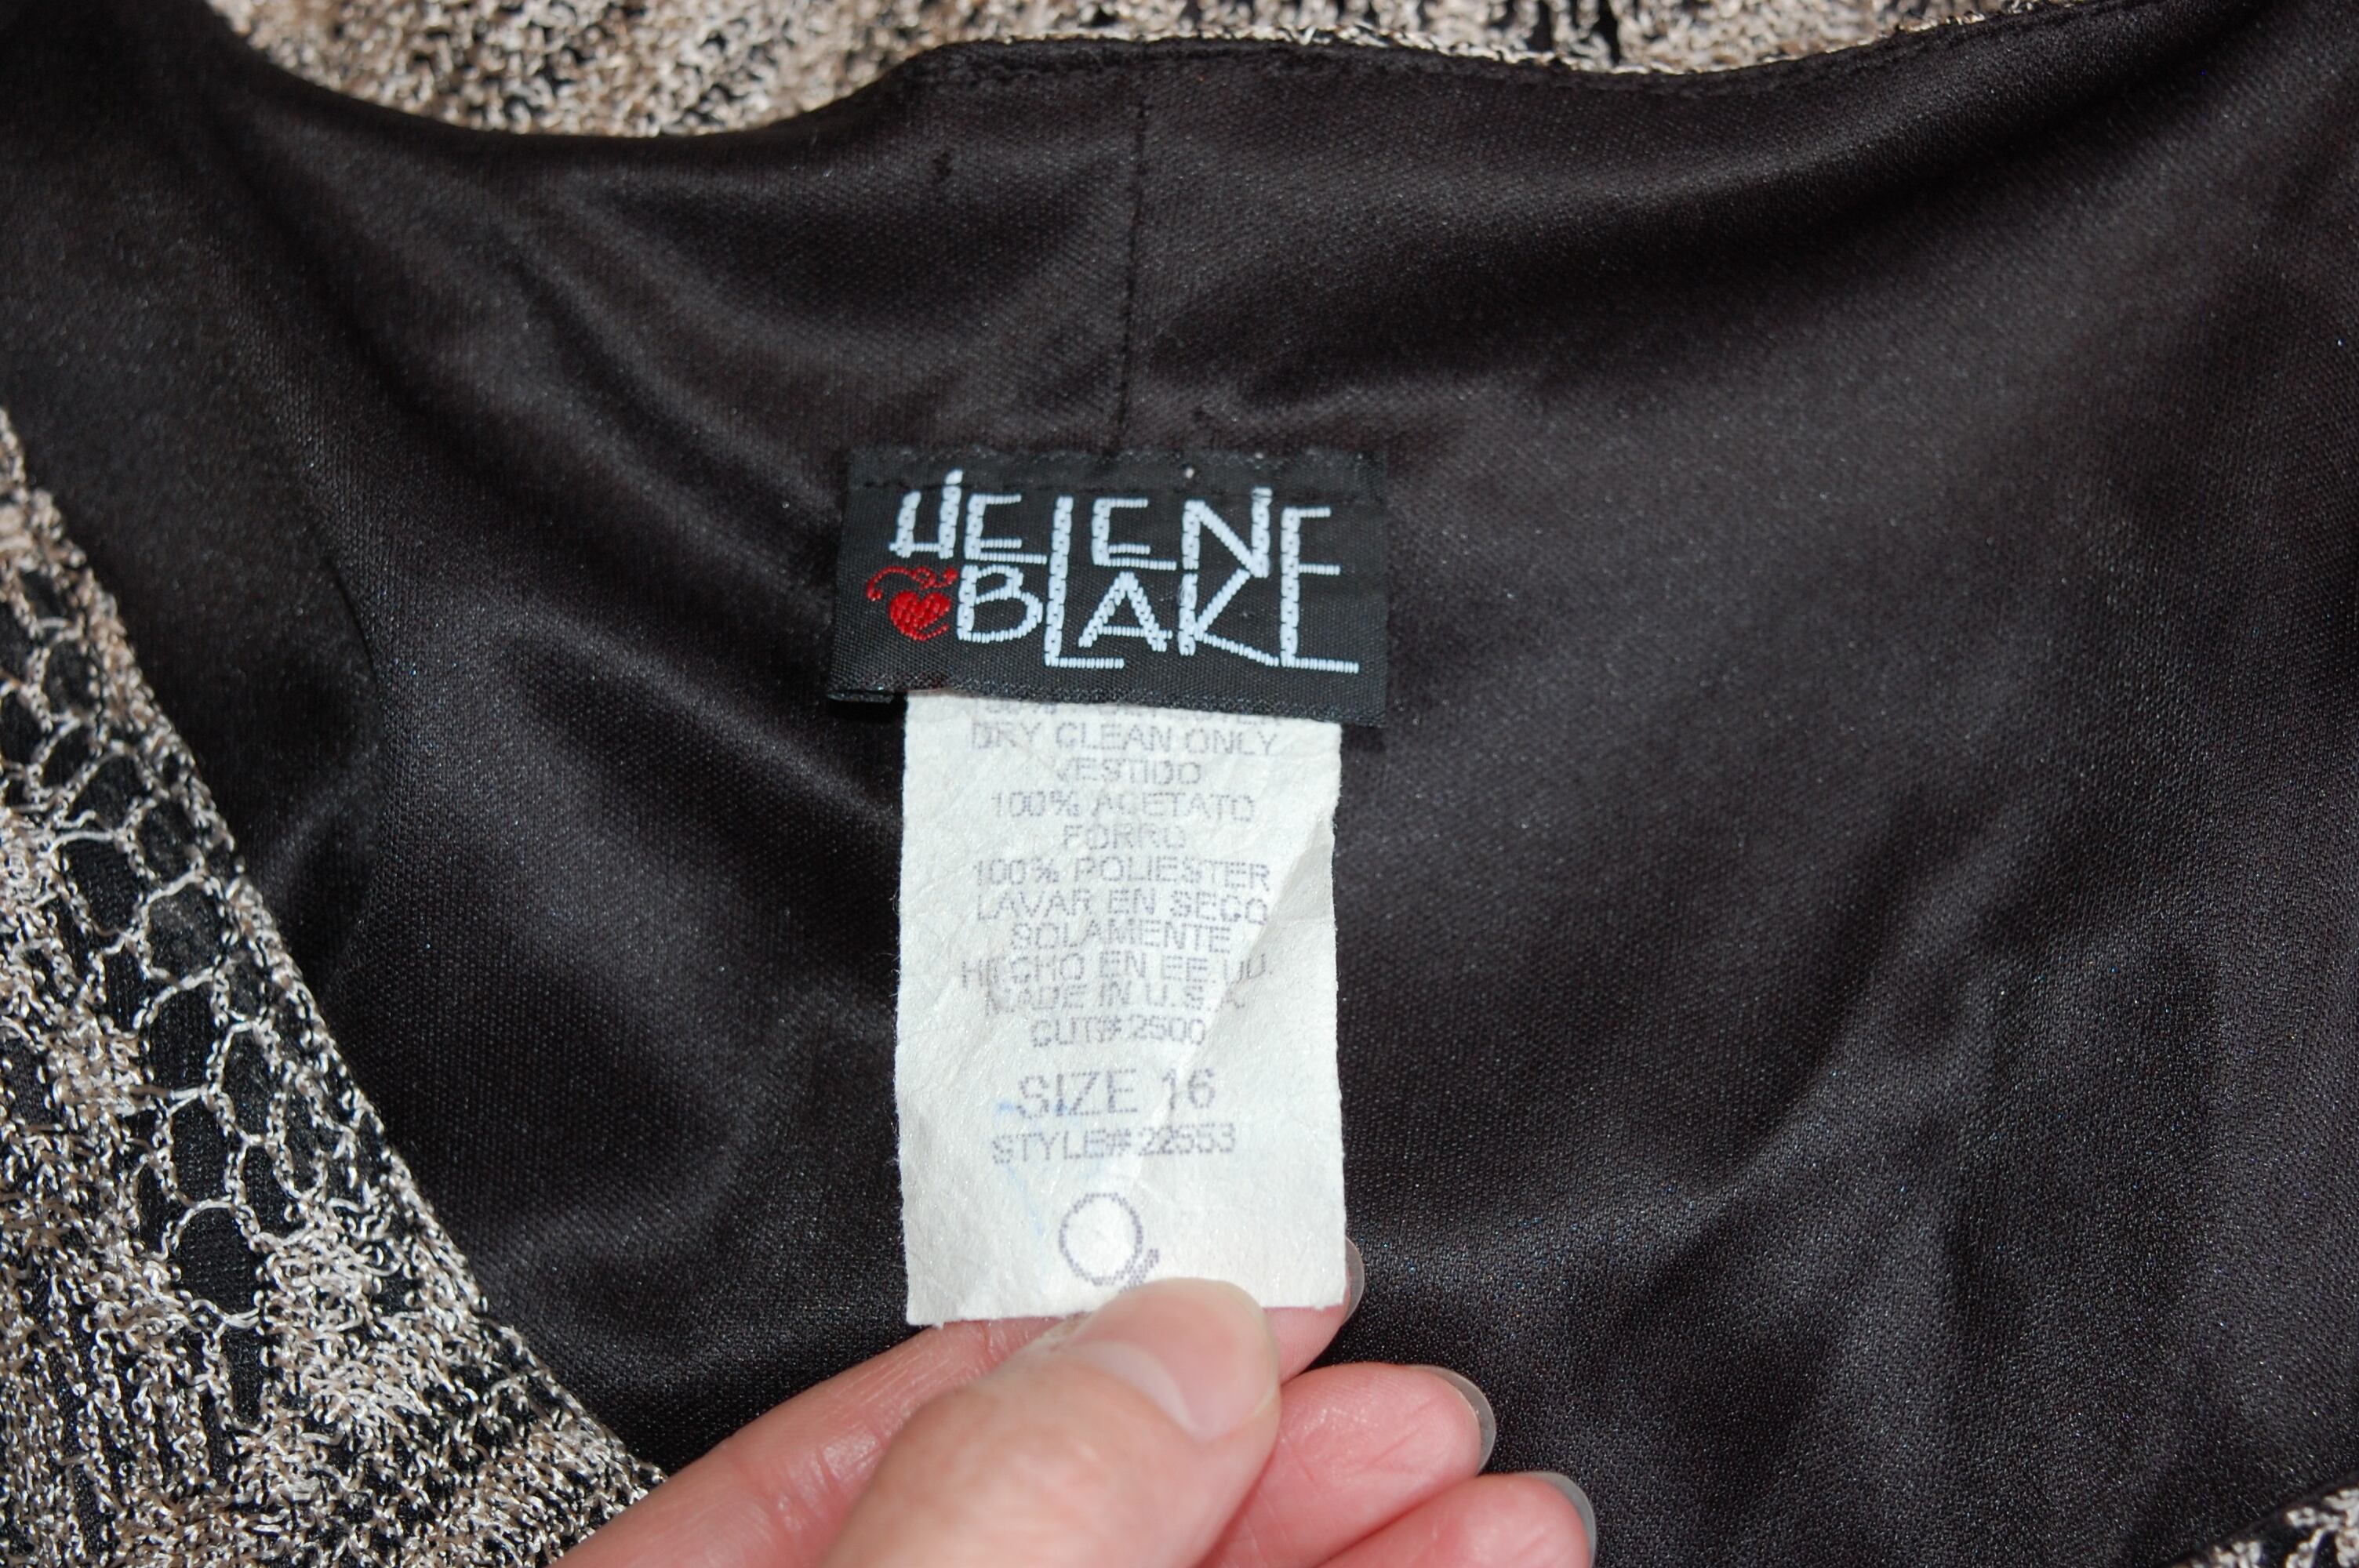 HELENE
BLAKE
DRY CLEAN ONLY
VESTIDO
100% ACETATO
FORRO
100% POLIESTER
LAVAR EN SECO
SOLAMENTE
HECHO EN EE.UU.
MADE IN U.S.A.
CUT# 2500
SIZE 16
STYLE# 22553